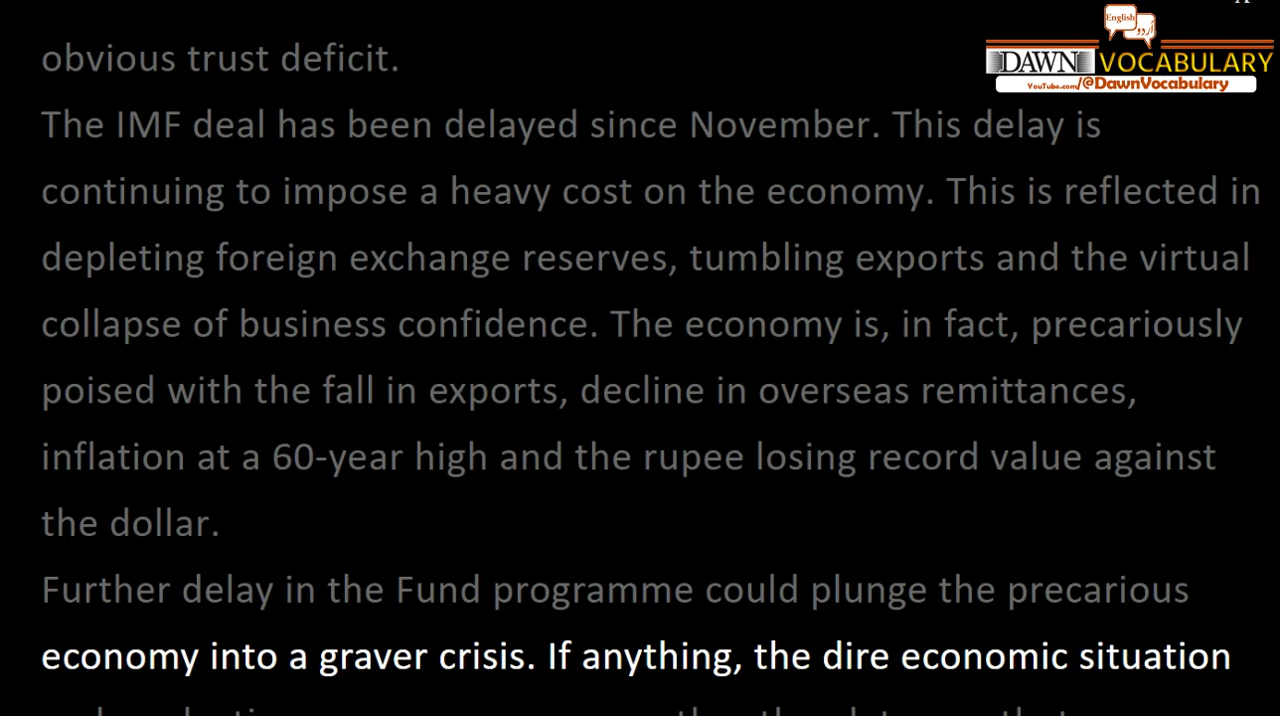 English
اُردُو
DAWN VOCABULARY
YouTube.com/@DawnVocabulary
obvious trust deficit.
The IMF deal has been delayed since November. This delay is
continuing to impose a heavy cost on the economy. This is reflected in
depleting foreign exchange reserves, tumbling exports and the virtual
collapse of business confidence. The economy is, in fact, precariously
poised with the fall in exports, decline in overseas remittances,
inflation at a 60-year high and the rupee losing record value against
the dollar.
Further delay in the Fund programme could plunge the precarious
economy into a graver crisis. If anything, the dire economic situation